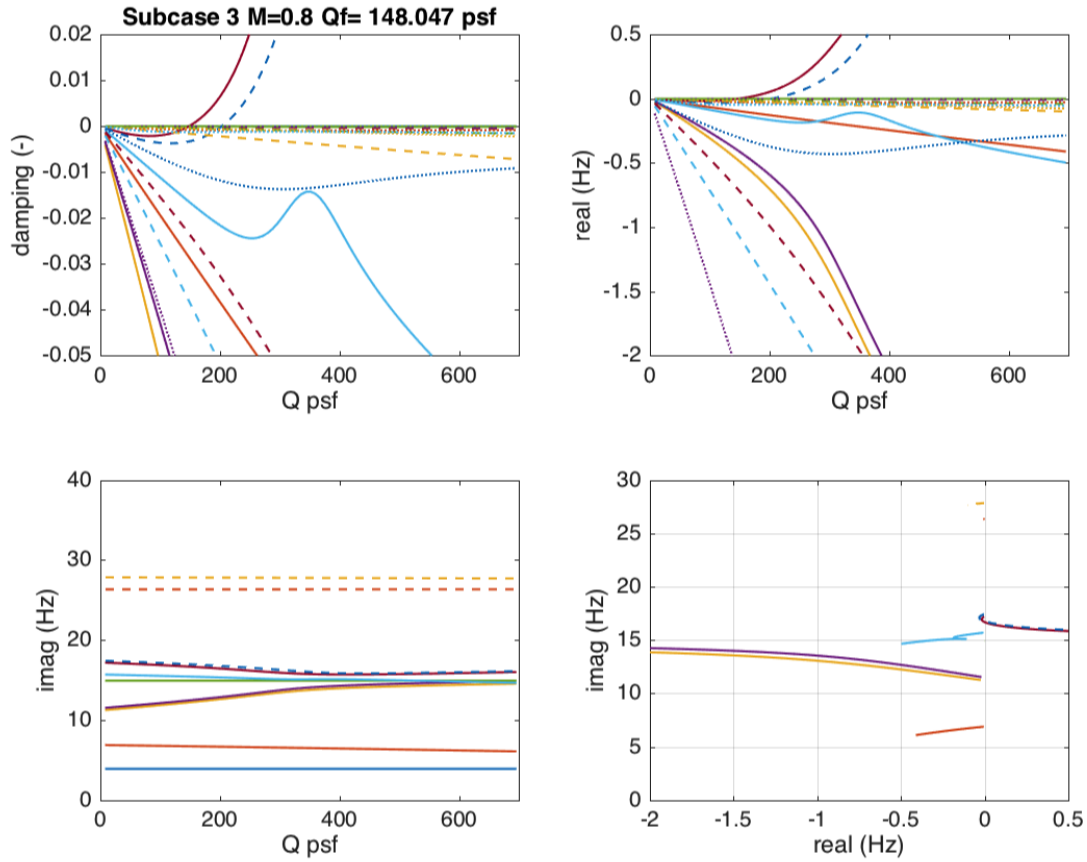 Subcase 3 M=0.8 Qf= 148.047 psf
0.02
0.01
0
-0.01
-0.02
-0.03
-0.04
-0.05
damping (-)
0 200 400 600
Q psf
0.5
0
-0.5
-1
-1.5
-2
real (Hz)
0 200 400 600
Q psf
40
30
20
10
0
imag (Hz)
0 200 400 600
Q psf
30
25
20
15
10
5
0
imag (Hz)
-2 -1.5 -1 -0.5 0 0.5
real (Hz)